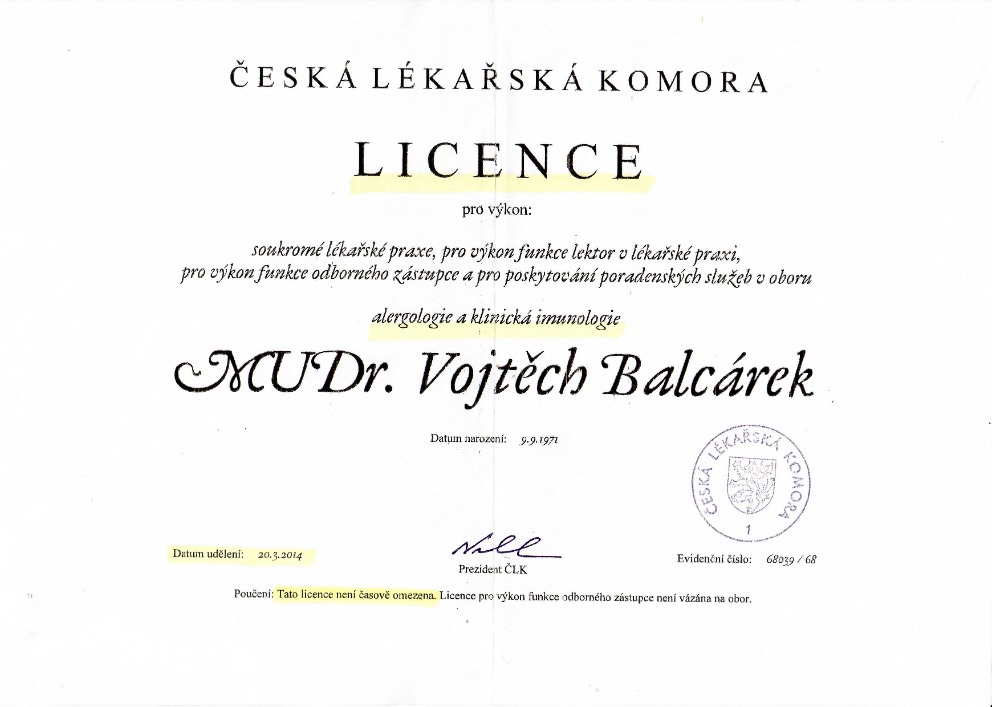 ČESKÁ LÉKAŘSKÁ KOMORA
LICENCE
pro výkon:
soukromé lékařské praxe, pro výkon funkce lektor v lékařské praxi,
pro výkon funkce odborného zástupce a pro poskytování poradenských služeb v oboru
alergologie a klinická imunologie
MUDr. Vojtěch Balcárek
Datum narození: 9.9.1971
ČESKÁ LÉKAŘSKÁ KOMORA
1
Datum udělení: 20.3.2014
Prezident ČLK
Evidenční číslo: 68039 / 68
Poučení: Tato licence není časově omezena. Licence pro výkon funkce odborného zástupce není vázána na obor.